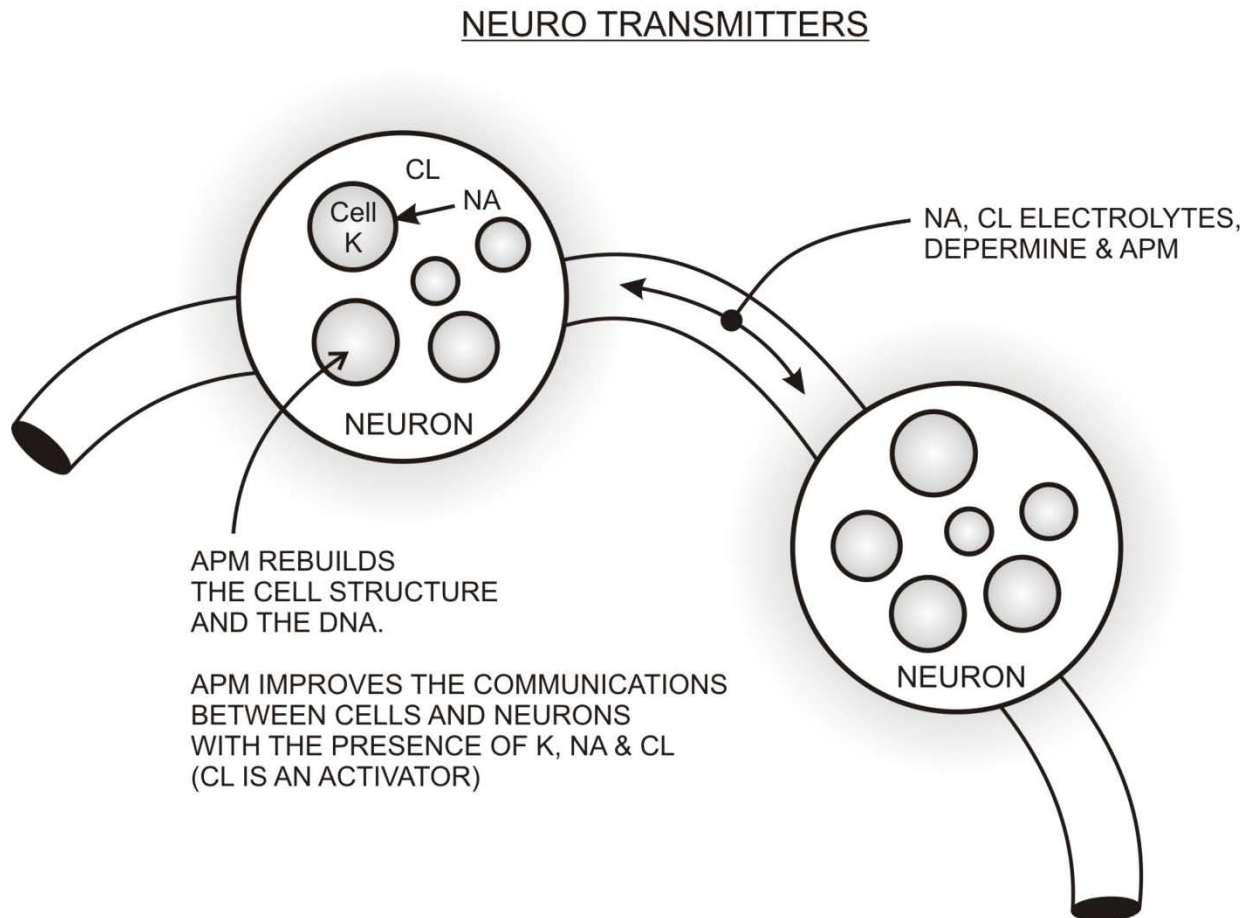 NEURO TRANSMITTERS
CL
NA
Cell
K
NEURON
NA, CL ELECTROLYTES,
DEPERMINE & APM
APM REBUILDS
THE CELL STRUCTURE
AND THE DNA.
APM IMPROVES THE COMMUNICATIONS
BETWEEN CELLS AND NEURONS
WITH THE PRESENCE OF K, NA & CL
(CL IS AN ACTIVATOR)
NEURON